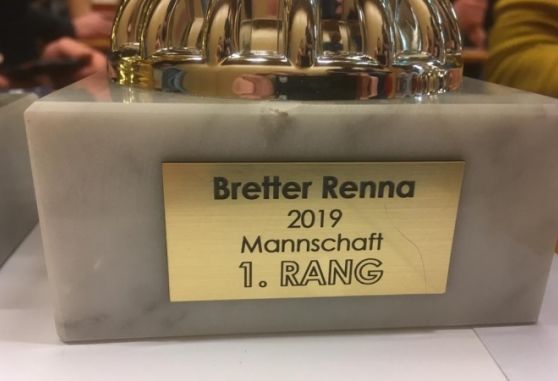 Bretter Renna
2019
Mannschaft
1. RANG